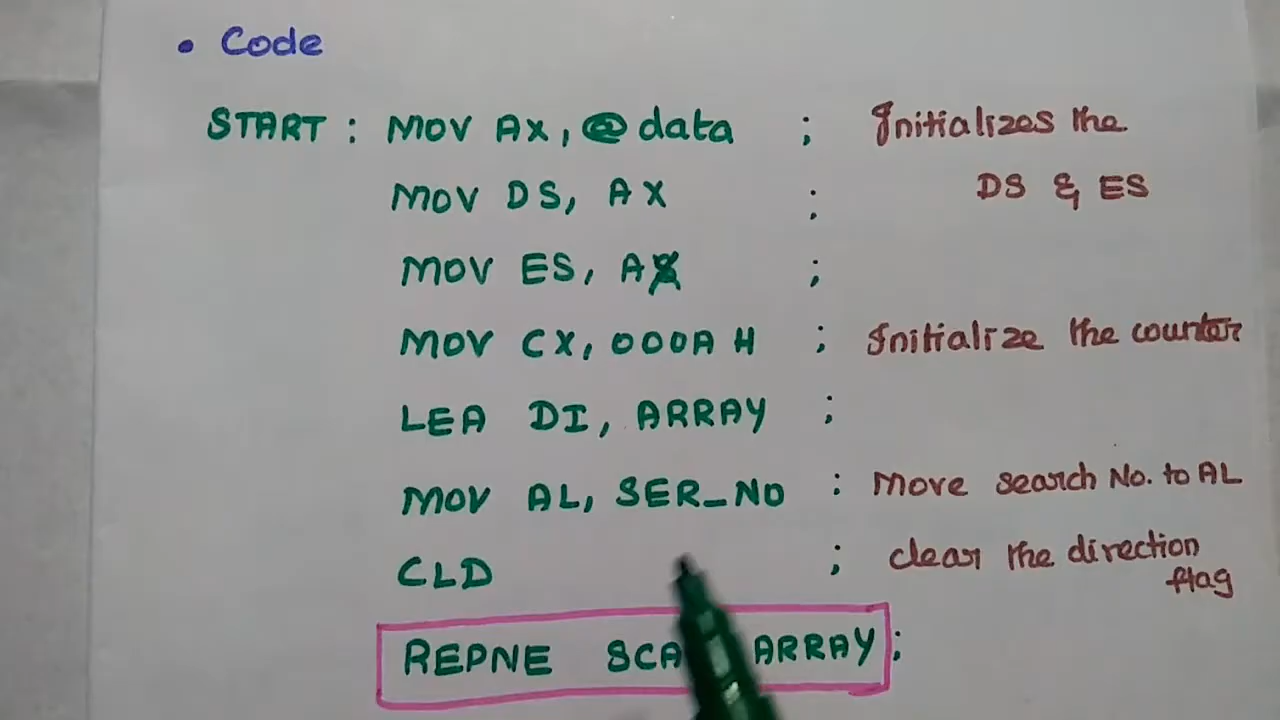 • Code
START : MOV AX, @data ; Initializes the
DS & ES
MOV DS, AX :
MOV ES, AX ;
MOV CX, 000A H ; Initialize the counter
LEA DI, ARRAY ;
MOV AL, SER_NO : Move search No. to AL
CLD ; clear the direction
flag
REPNE ARRAY ;